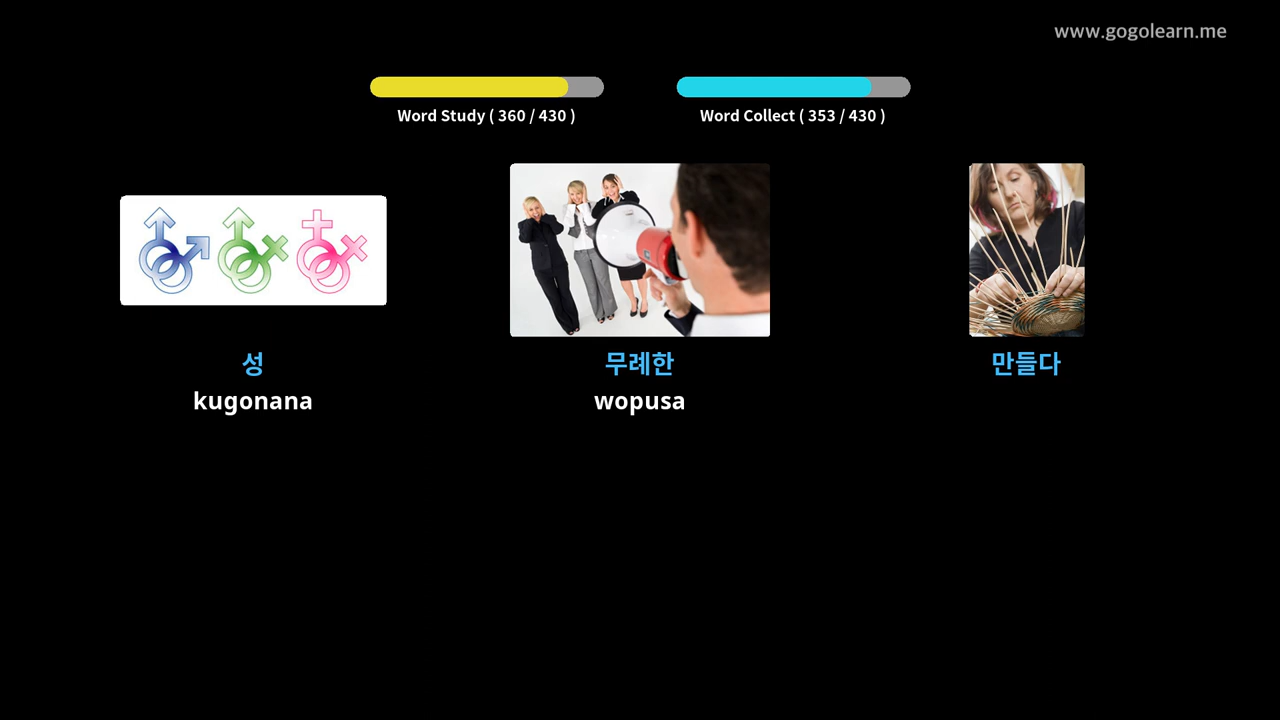 www.gogolearn.me
Word Study ( 360 / 430 )
Word Collect ( 353 / 430 )
성
kugonana
무례한
wopusa
만들다